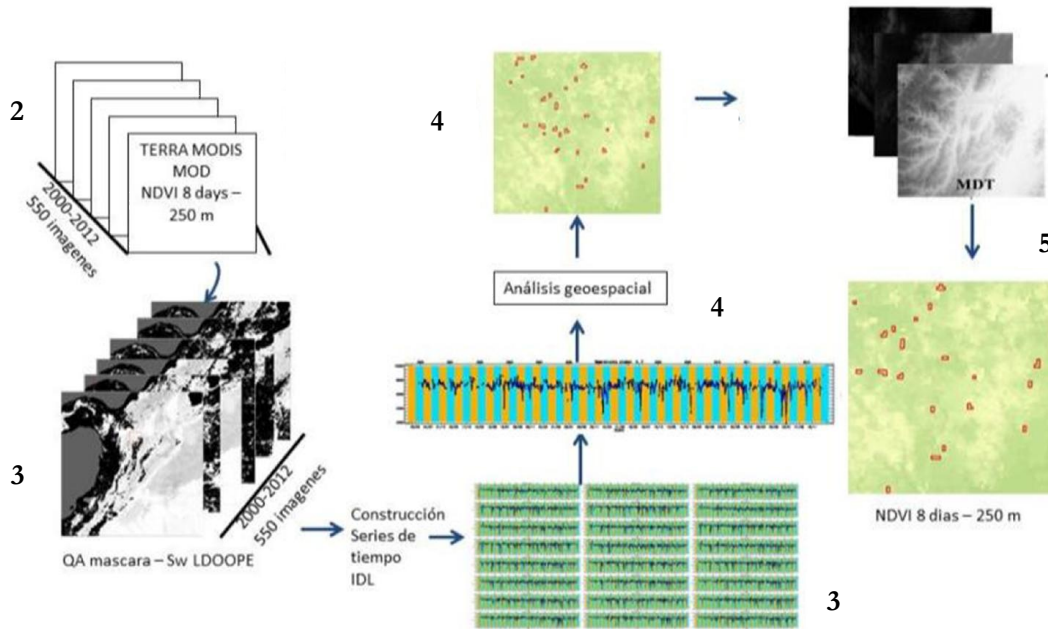 2
TERRA MODIS
MOD
NDVI 8 days –
250 m
2000-2012
550 imagenes
3
2000-2012
550 imagenes
QA mascara – Sw LDOOPE
Construcción
Series de
tiempo
IDL
3
4
Análisis geoespacial
4
MDT
5
NDVI 8 dias – 250 m